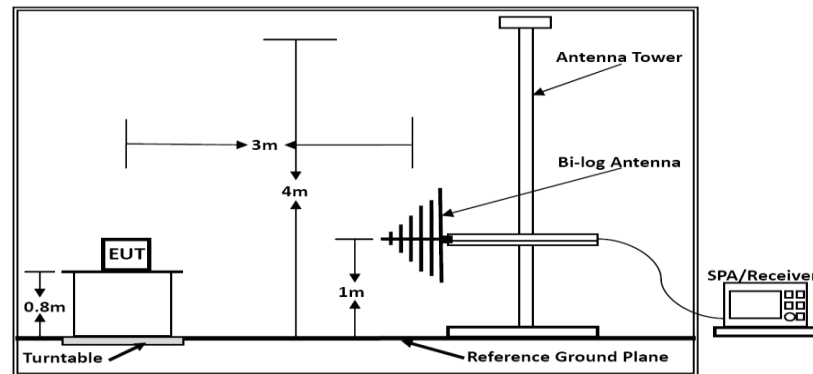 Antenna Tower
3m
Bi-log Antenna
4m
EUT
SPA/Receiver
0.8m
1m
Turntable
Reference Ground Plane